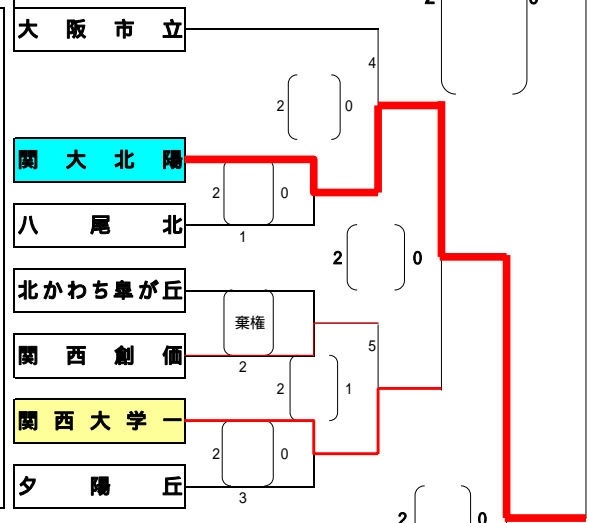 2 0
大阪市立
4
2 0
関大北陽
2 0
八尾北
1
2 0
北かわち皐が丘
棄権
5
関西創価
2
2 1
関西大学一
2 0
夕陽丘
3
2 0